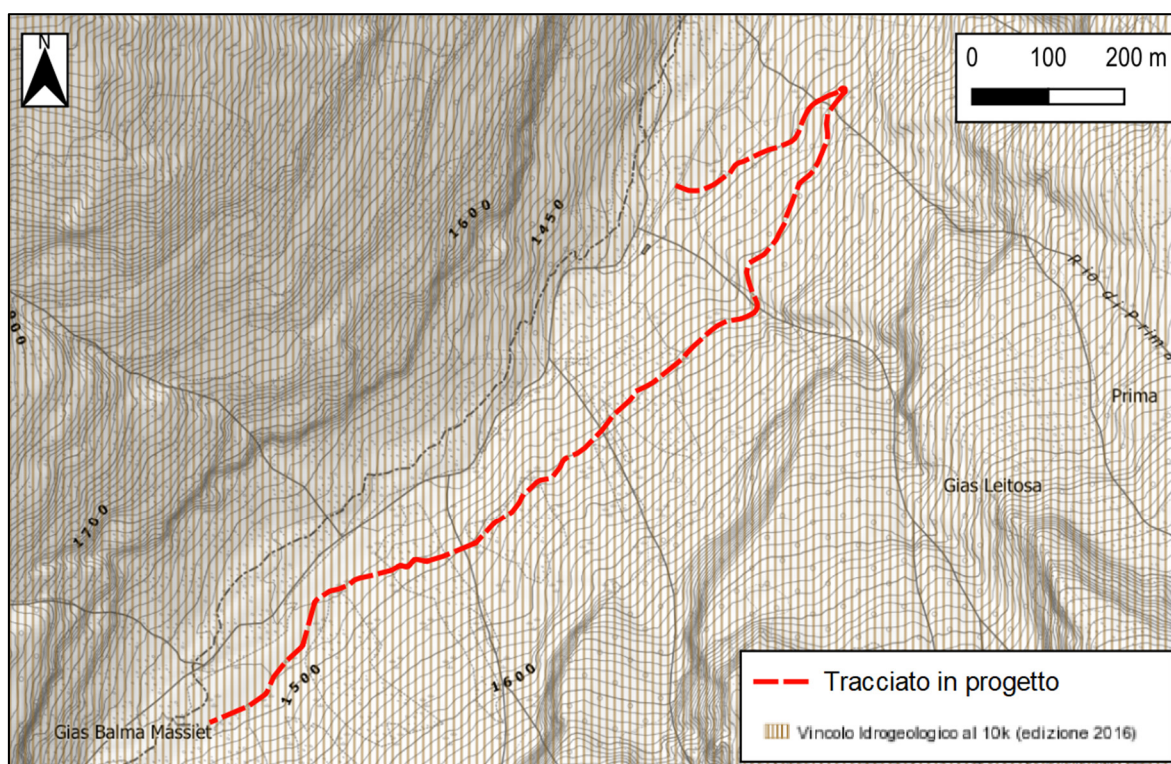 N
0 100 200 m
1600
1450
Rio di Prima
Prima
Gias Leitosa
1700
1500
1600
Gias Balma Massiet
Tracciato in progetto
Vincolo Idrogeologico al 10k (edizione 2016)